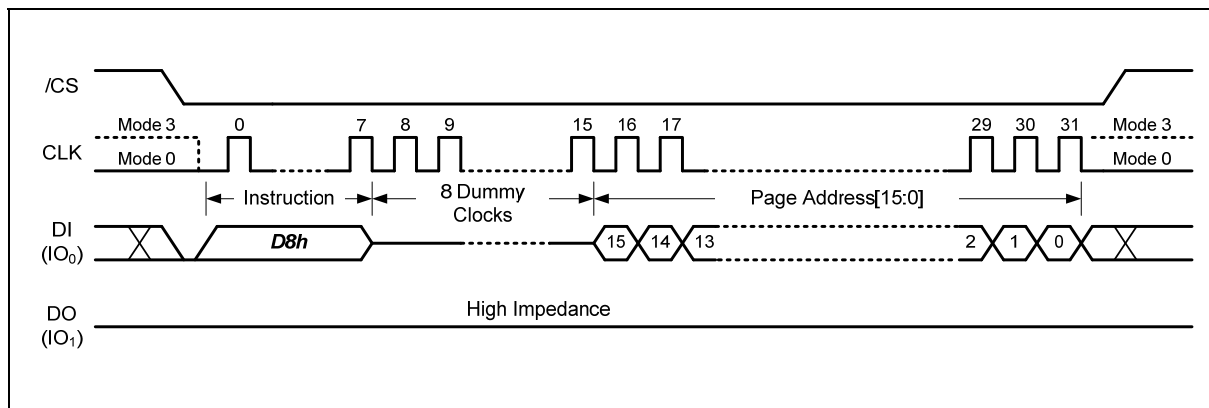 /CS
Mode 3 0 7 8 9 15 16 17 29 30 31 Mode 3
CLK
Mode 0 Mode 0
Instruction 8 Dummy Clocks Page Address[15:0]
DI (IO₀) D8h 15 14 13 2 1 0
High Impedance
DO (IO₁)